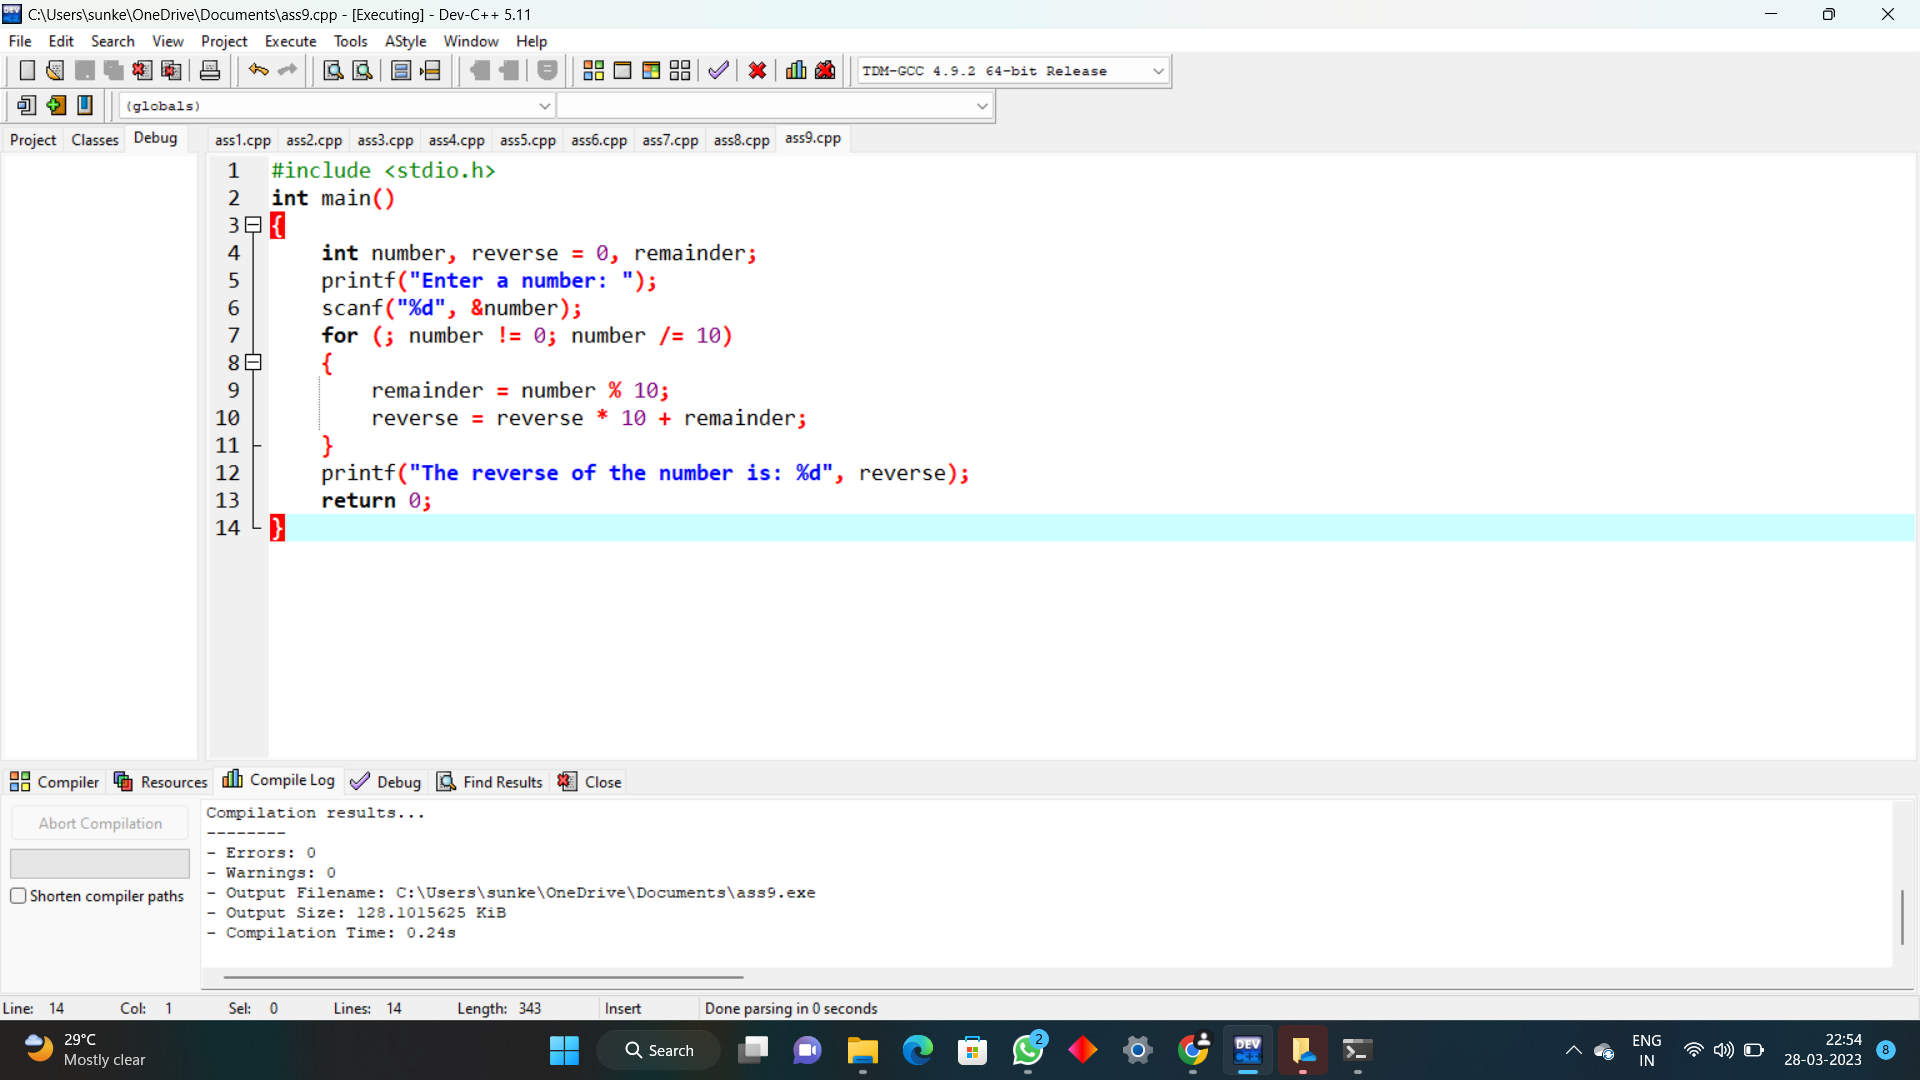 C:\Users\sunke\OneDrive\Documents\ass9.cpp - [Executing] - Dev-C++ 5.11
File Edit Search View Project Execute Tools AStyle Window Help
TDM-GCC 4.9.2 64-bit Release
(globals)
Project Classes Debug ass1.cpp ass2.cpp ass3.cpp ass4.cpp ass5.cpp ass6.cpp ass7.cpp ass8.cpp ass9.cpp
1 #include <stdio.h>
2 int main()
3 {
4 int number, reverse = 0, remainder;
5 printf("Enter a number: ");
6 scanf("%d", &number);
7 for (; number != 0; number /= 10)
8 {
9 remainder = number % 10;
10 reverse = reverse * 10 + remainder;
11 }
12 printf("The reverse of the number is: %d", reverse);
13 return 0;
14 }
Compiler Resources Compile Log Debug Find Results Close
Abort Compilation
Shorten compiler paths
Compilation results...
--------
- Errors: 0
- Warnings: 0
- Output Filename: C:\Users\sunke\OneDrive\Documents\ass9.exe
- Output Size: 128.1015625 KiB
- Compilation Time: 0.24s
Line: 14 Col: 1 Sel: 0 Lines: 14 Length: 343 Insert Done parsing in 0 seconds
29°C
Mostly clear
Search
2
DEV
C++
ENG
IN
22:54
28-03-2023
8